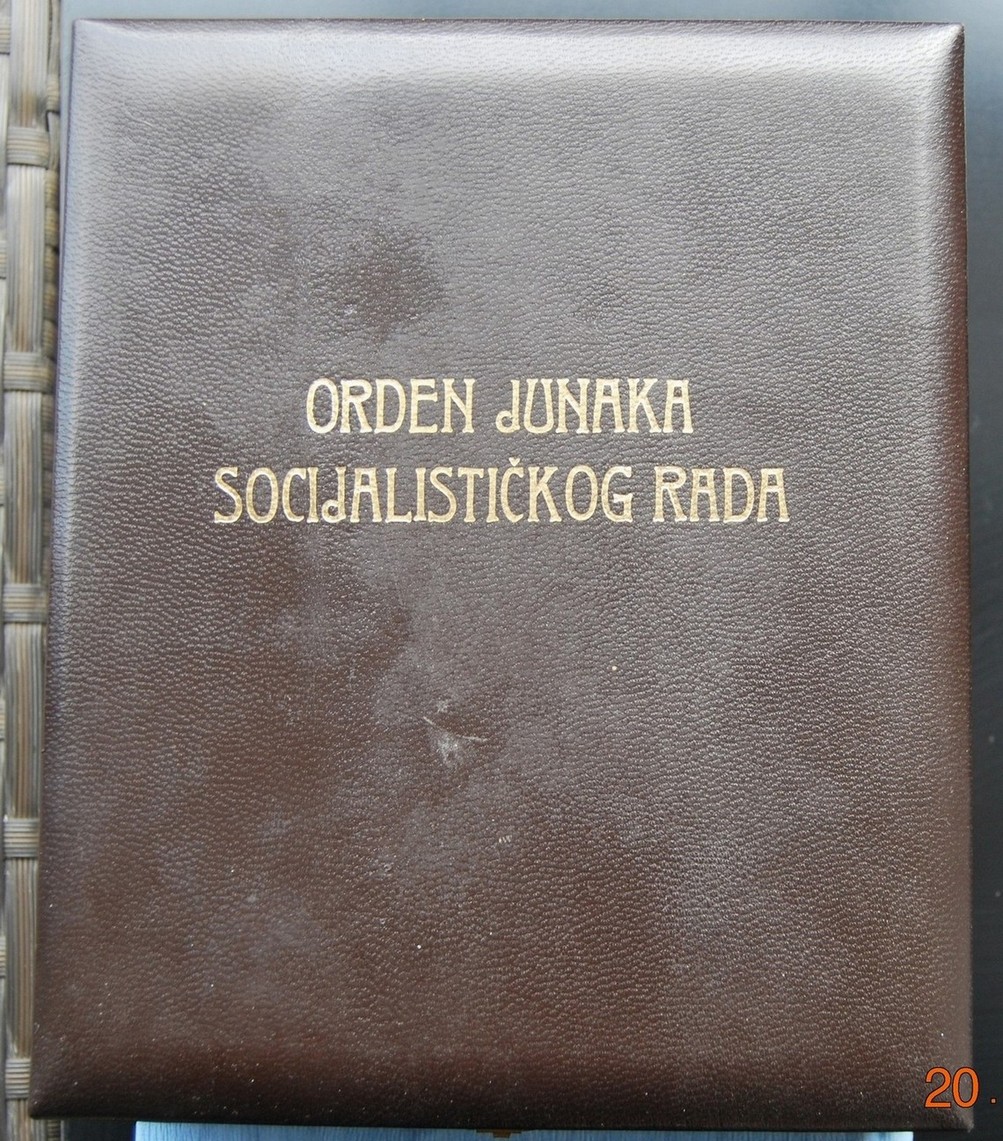 ORDEN JUNAKA
SOCIJALISTIČKOG RADA
20.